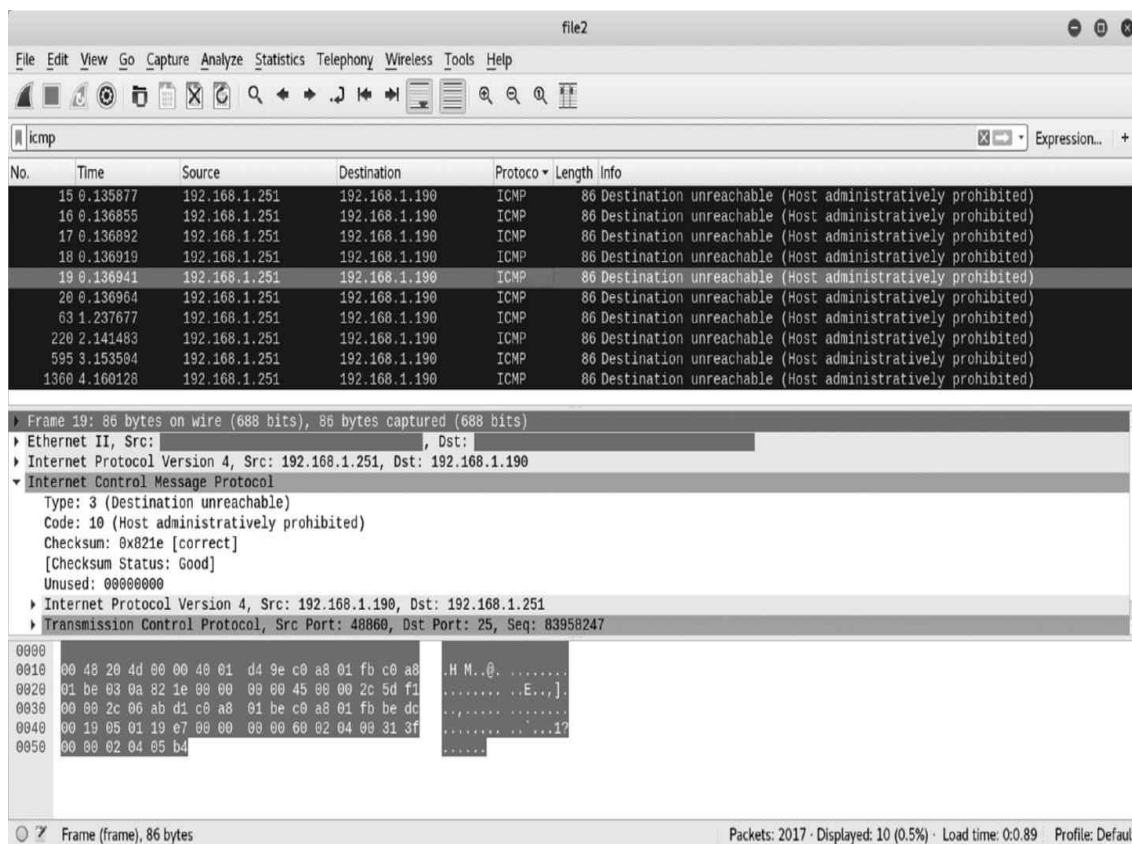 file2
File Edit View Go Capture Analyze Statistics Telephony Wireless Tools Help
icmp Expression... +
No. Time Source Destination Protoco Length Info
15 0.135877 192.168.1.251 192.168.1.190 ICMP 86 Destination unreachable (Host administratively prohibited)
16 0.136855 192.168.1.251 192.168.1.190 ICMP 86 Destination unreachable (Host administratively prohibited)
17 0.136892 192.168.1.251 192.168.1.190 ICMP 86 Destination unreachable (Host administratively prohibited)
18 0.136919 192.168.1.251 192.168.1.190 ICMP 86 Destination unreachable (Host administratively prohibited)
19 0.136941 192.168.1.251 192.168.1.190 ICMP 86 Destination unreachable (Host administratively prohibited)
20 0.136964 192.168.1.251 192.168.1.190 ICMP 86 Destination unreachable (Host administratively prohibited)
63 1.237677 192.168.1.251 192.168.1.190 ICMP 86 Destination unreachable (Host administratively prohibited)
220 2.141483 192.168.1.251 192.168.1.190 ICMP 86 Destination unreachable (Host administratively prohibited)
595 3.153504 192.168.1.251 192.168.1.190 ICMP 86 Destination unreachable (Host administratively prohibited)
1360 4.160128 192.168.1.251 192.168.1.190 ICMP 86 Destination unreachable (Host administratively prohibited)
Frame 19: 86 bytes on wire (688 bits), 86 bytes captured (688 bits)
Ethernet II, Src: , Dst:
Internet Protocol Version 4, Src: 192.168.1.251, Dst: 192.168.1.190
Internet Control Message Protocol
Type: 3 (Destination unreachable)
Code: 10 (Host administratively prohibited)
Checksum: 0x821e [correct]
[Checksum Status: Good]
Unused: 00000000
Internet Protocol Version 4, Src: 192.168.1.190, Dst: 192.168.1.251
Transmission Control Protocol, Src Port: 48860, Dst Port: 25, Seq: 83958247
0000
0010 00 48 20 4d 00 00 40 01 d4 9e c0 a8 01 fb c0 a8 .H M..@. ........
0020 01 be 03 0a 82 1e 00 00 00 00 45 00 00 2c 5d f1 ........ ..E..,].
0030 00 00 2c 06 ab d1 c0 a8 01 be c0 a8 01 fb be dc ..,..... ........
0040 00 19 05 01 19 e7 00 00 00 00 60 02 04 00 31 3f ........ ..`...1?
0050 00 00 02 04 05 b4 ......
Frame (frame), 86 bytes Packets: 2017 · Displayed: 10 (0.5%) · Load time: 0:0.89 Profile: Defaul